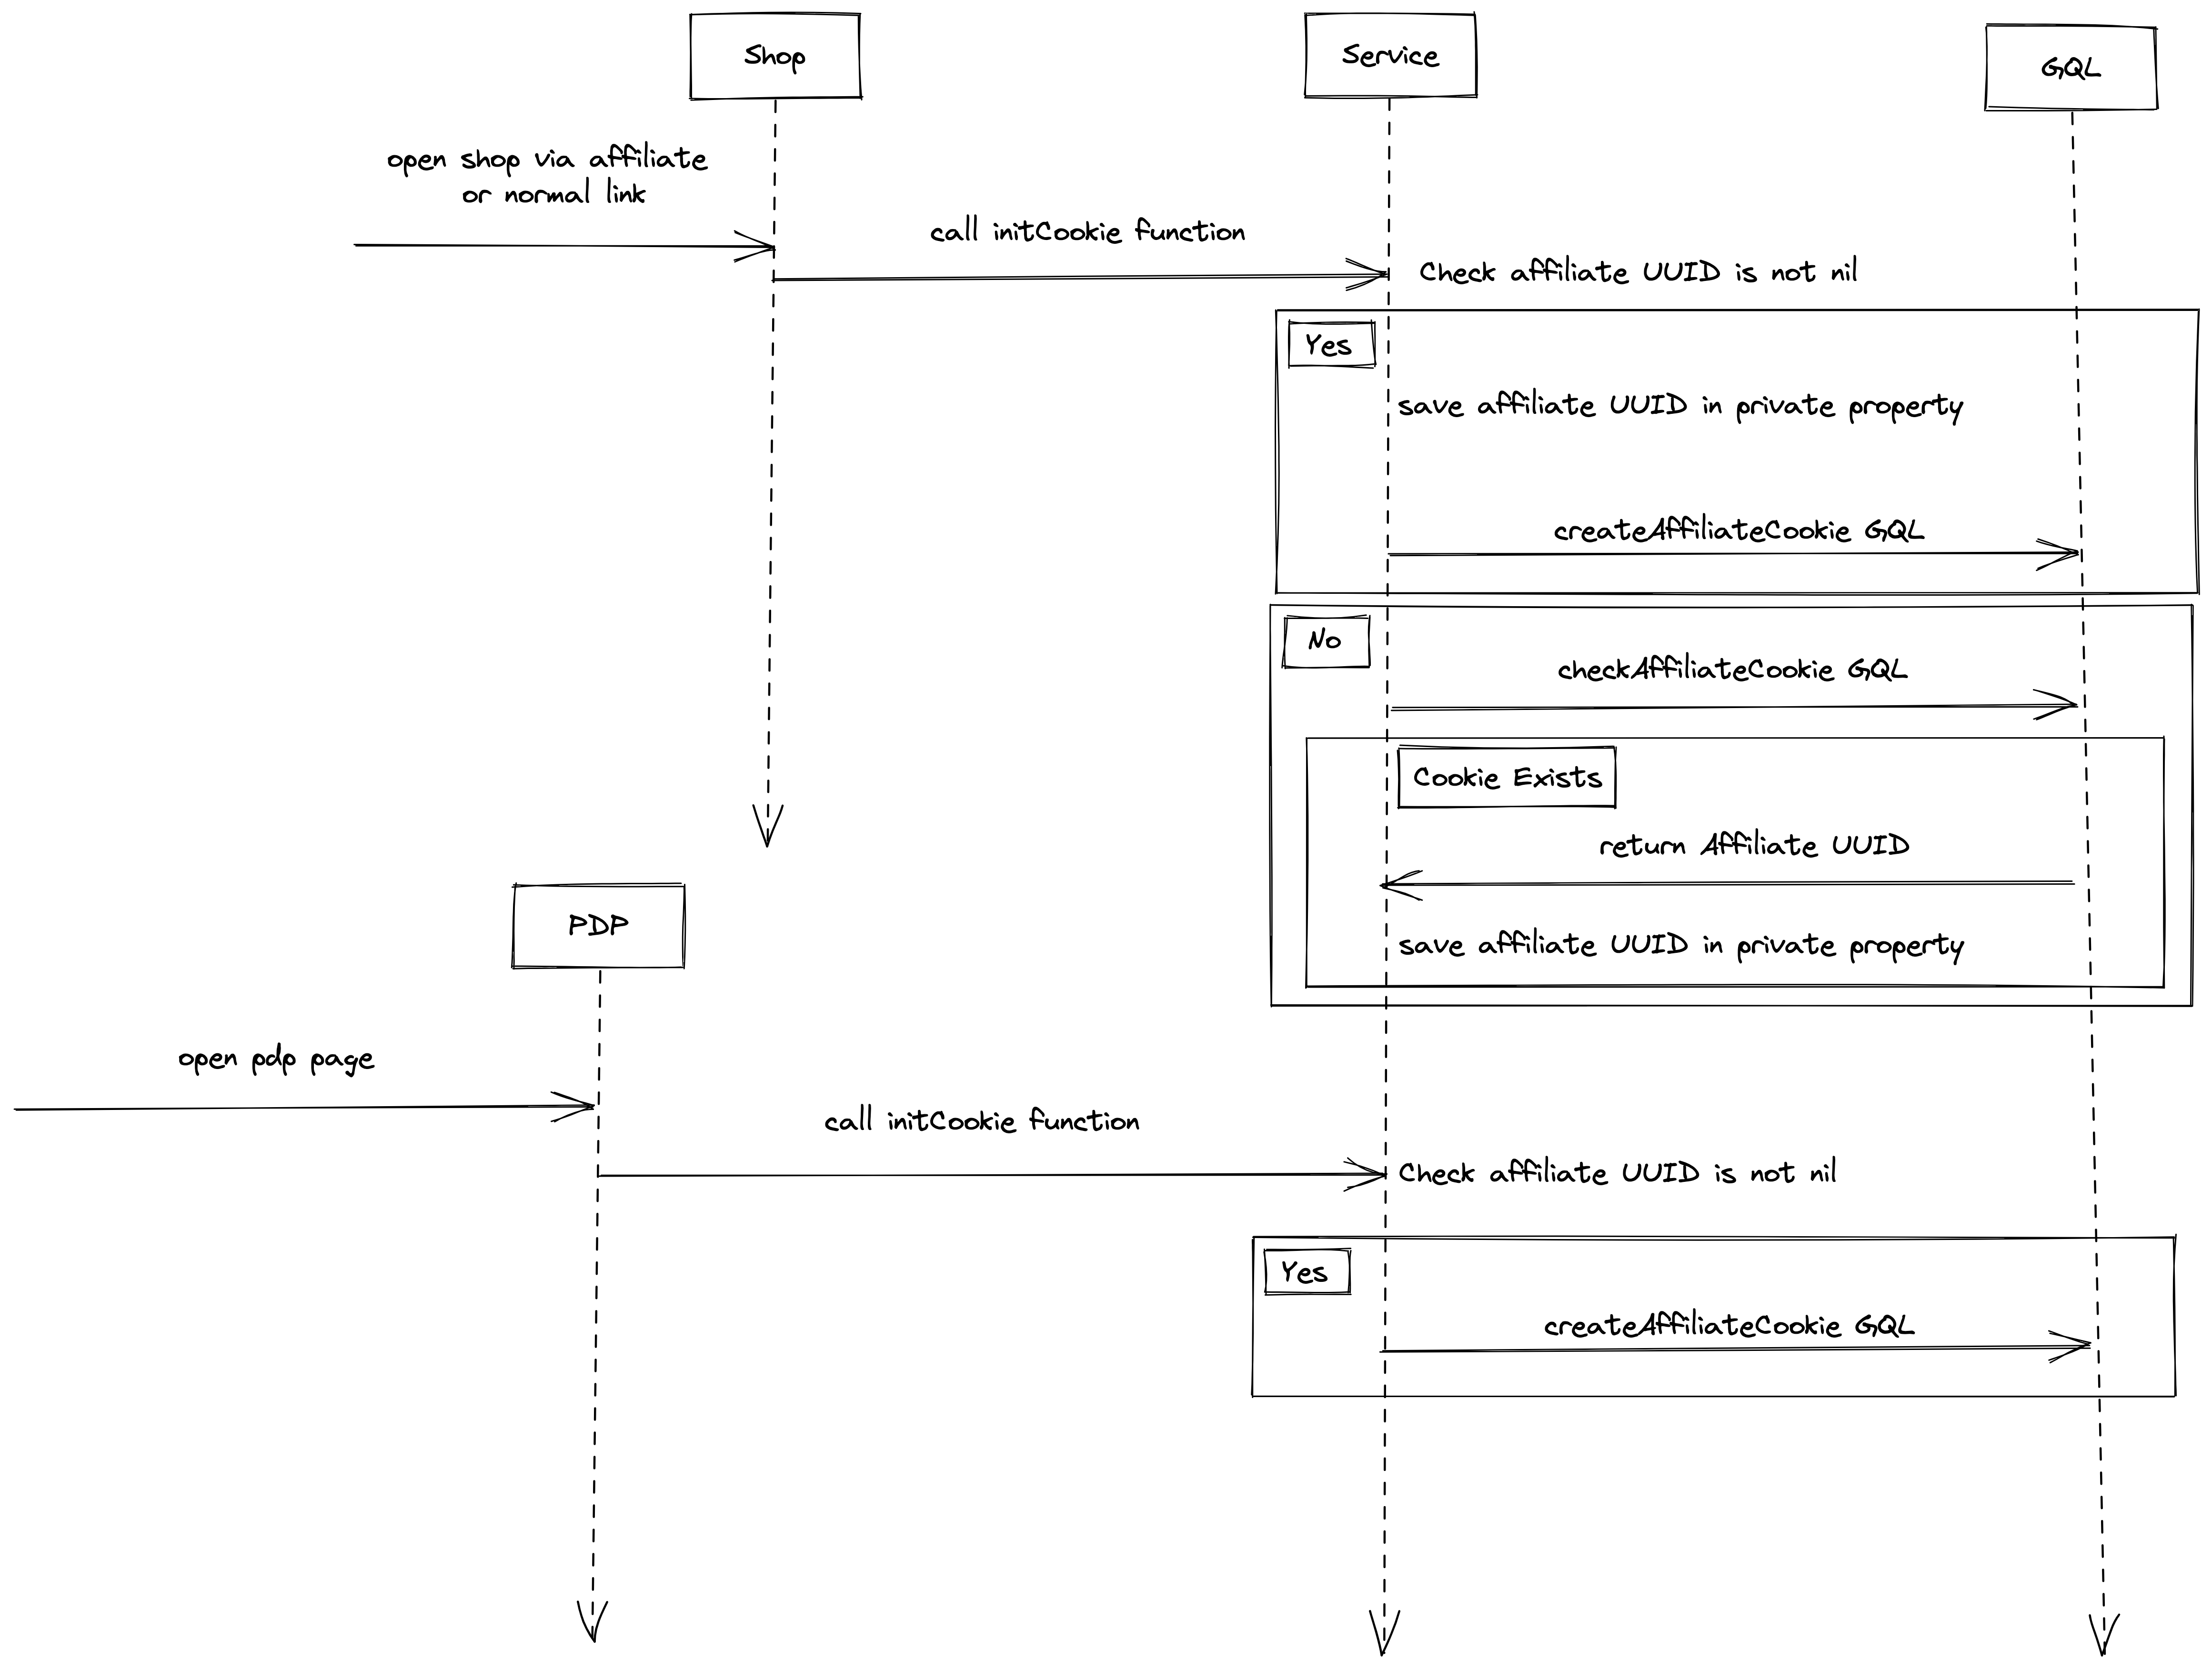 Shop
Service
GQL
open shop via affiliate
or normal link
call initCookie function
Check affiliate UUID is not nil
Yes
save affiliate UUID in private property
createAffiliateCookie GQL
No
checkAffiliateCookie GQL
Cookie Exists
return Affiliate UUID
save affiliate UUID in private property
PDP
open pdp page
call initCookie function
Check affiliate UUID is not nil
Yes
createAffiliateCookie GQL